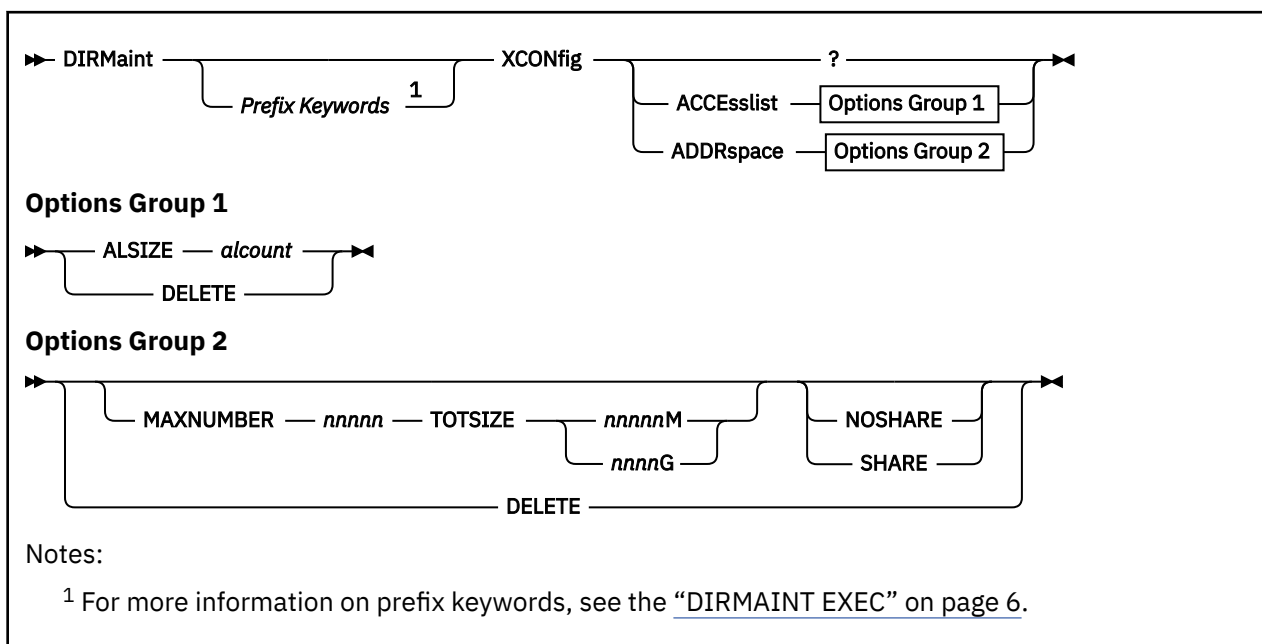 DIRMaint XCONfig ?
Prefix Keywords 1
ACCEsslist Options Group 1
ADDRspace Options Group 2
Options Group 1
ALSIZE alcount
DELETE
Options Group 2
MAXNUMBER nnnnn TOTSIZE nnnnnM NOSHARE
nnnnG SHARE
DELETE
Notes:
1 For more information on prefix keywords, see the “DIRMAINT EXEC” on page 6.